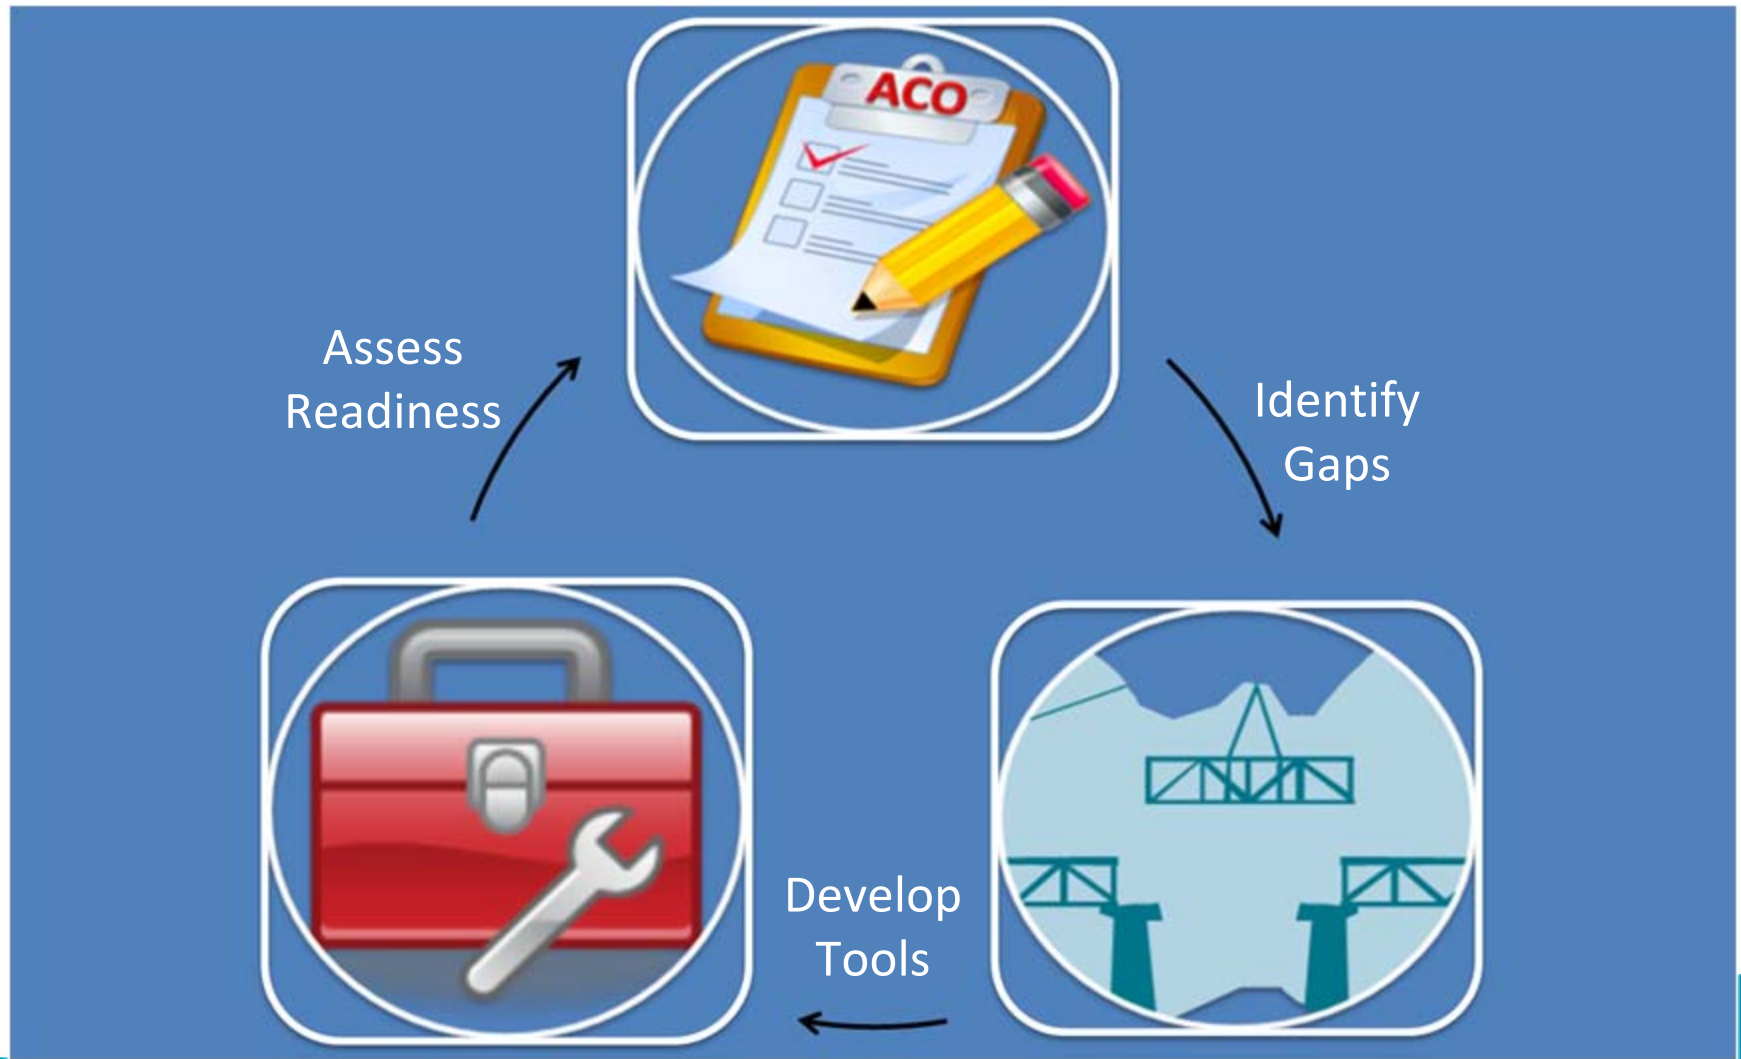 ACO
Assess
Readiness
Identify
Gaps
Develop
Tools